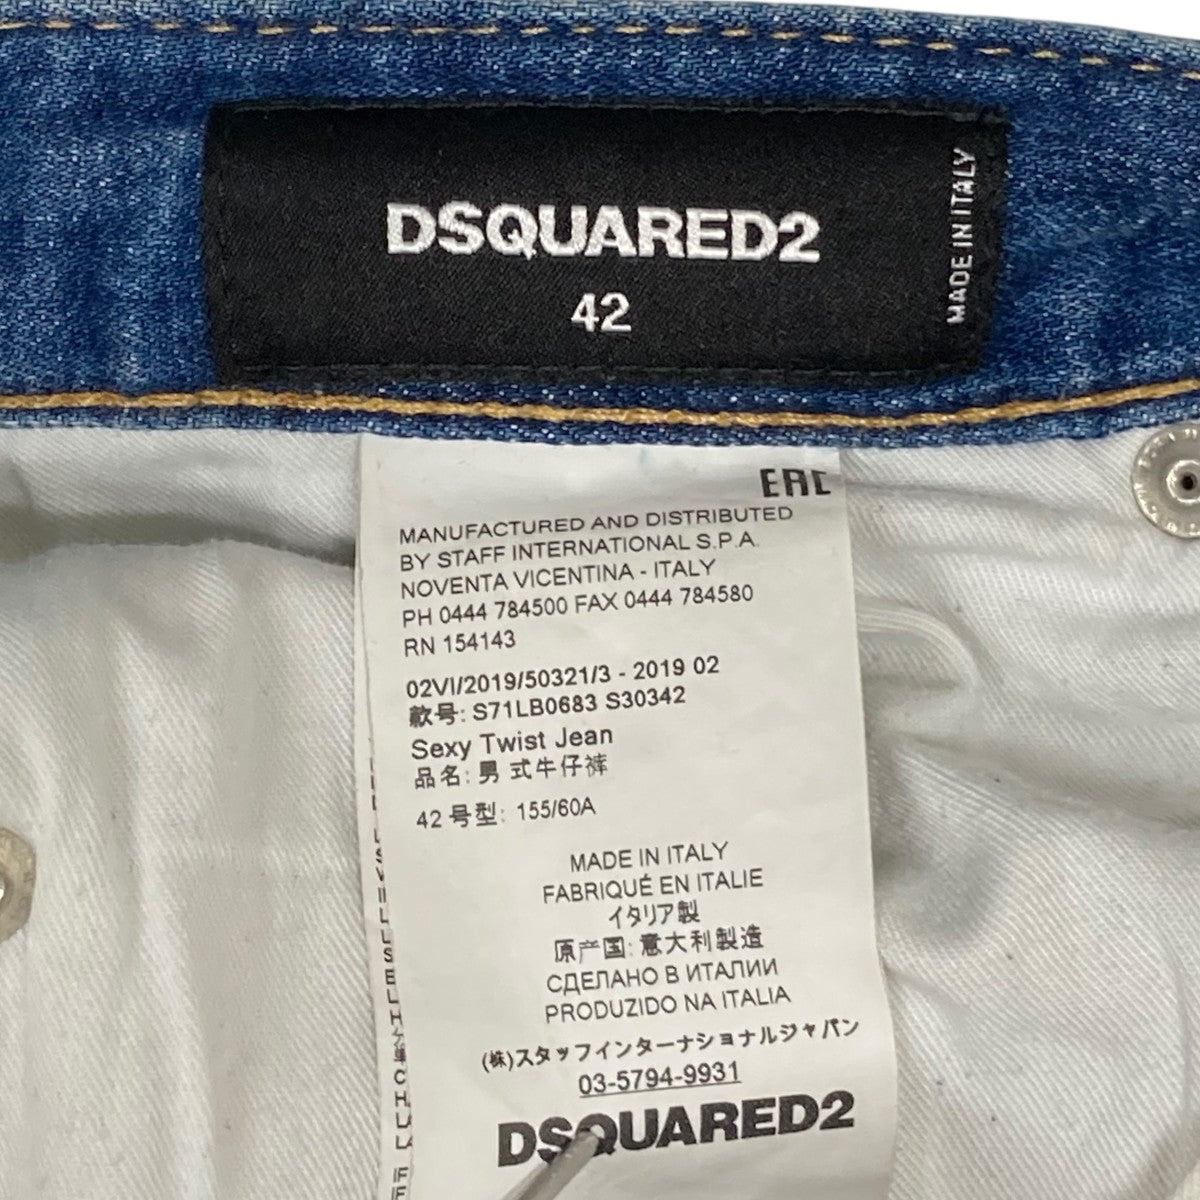 DSQUARED2
42
MADE IN ITALY
EAC
MANUFACTURED AND DISTRIBUTED
BY STAFF INTERNATIONAL S.P.A.
NOVENTA VICENTINA - ITALY
PH 0444 784500 FAX 0444 784580
RN 154143
02VI/2019/50321/3 - 2019 02
款号: S71LB0683 S30342
Sexy Twist Jean
品名: 男式牛仔裤
42 号型: 155/60A
MADE IN ITALY
FABRIQUÉ EN ITALIE
イタリア製
原产国: 意大利製造
СДЕЛАНО В ИТАЛИИ
PRODUZIDO NA ITALIA
(株)スタッフインターナショナルジャパン
03-5794-9931
DSQUARED2